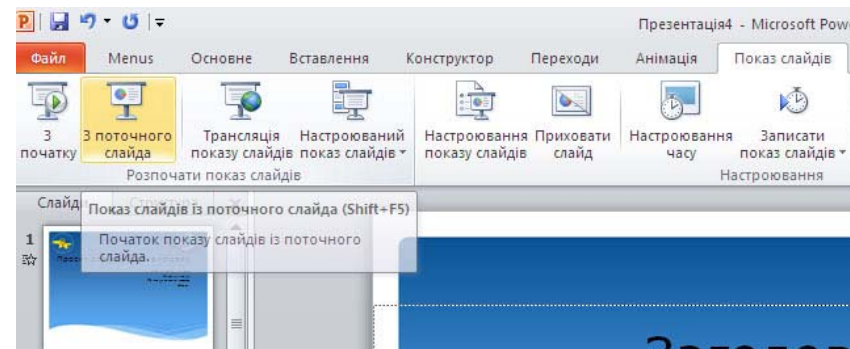 Презентація4 - Microsoft Pow
Файл Menus Основне Вставлення Конструктор Переходи Анімація Показ слайдів
З початку
З поточного слайда
Трансляція показу слайдів
Настроюваний показ слайдів
Настроювання показу слайдів
Приховати слайд
Настроювання часу
Записати показ слайдів
Розпочати показ слайдів
Настроювання
Слайди
Показ слайдів із поточного слайда (Shift+F5)
Початок показу слайдів із поточного
слайда.
1